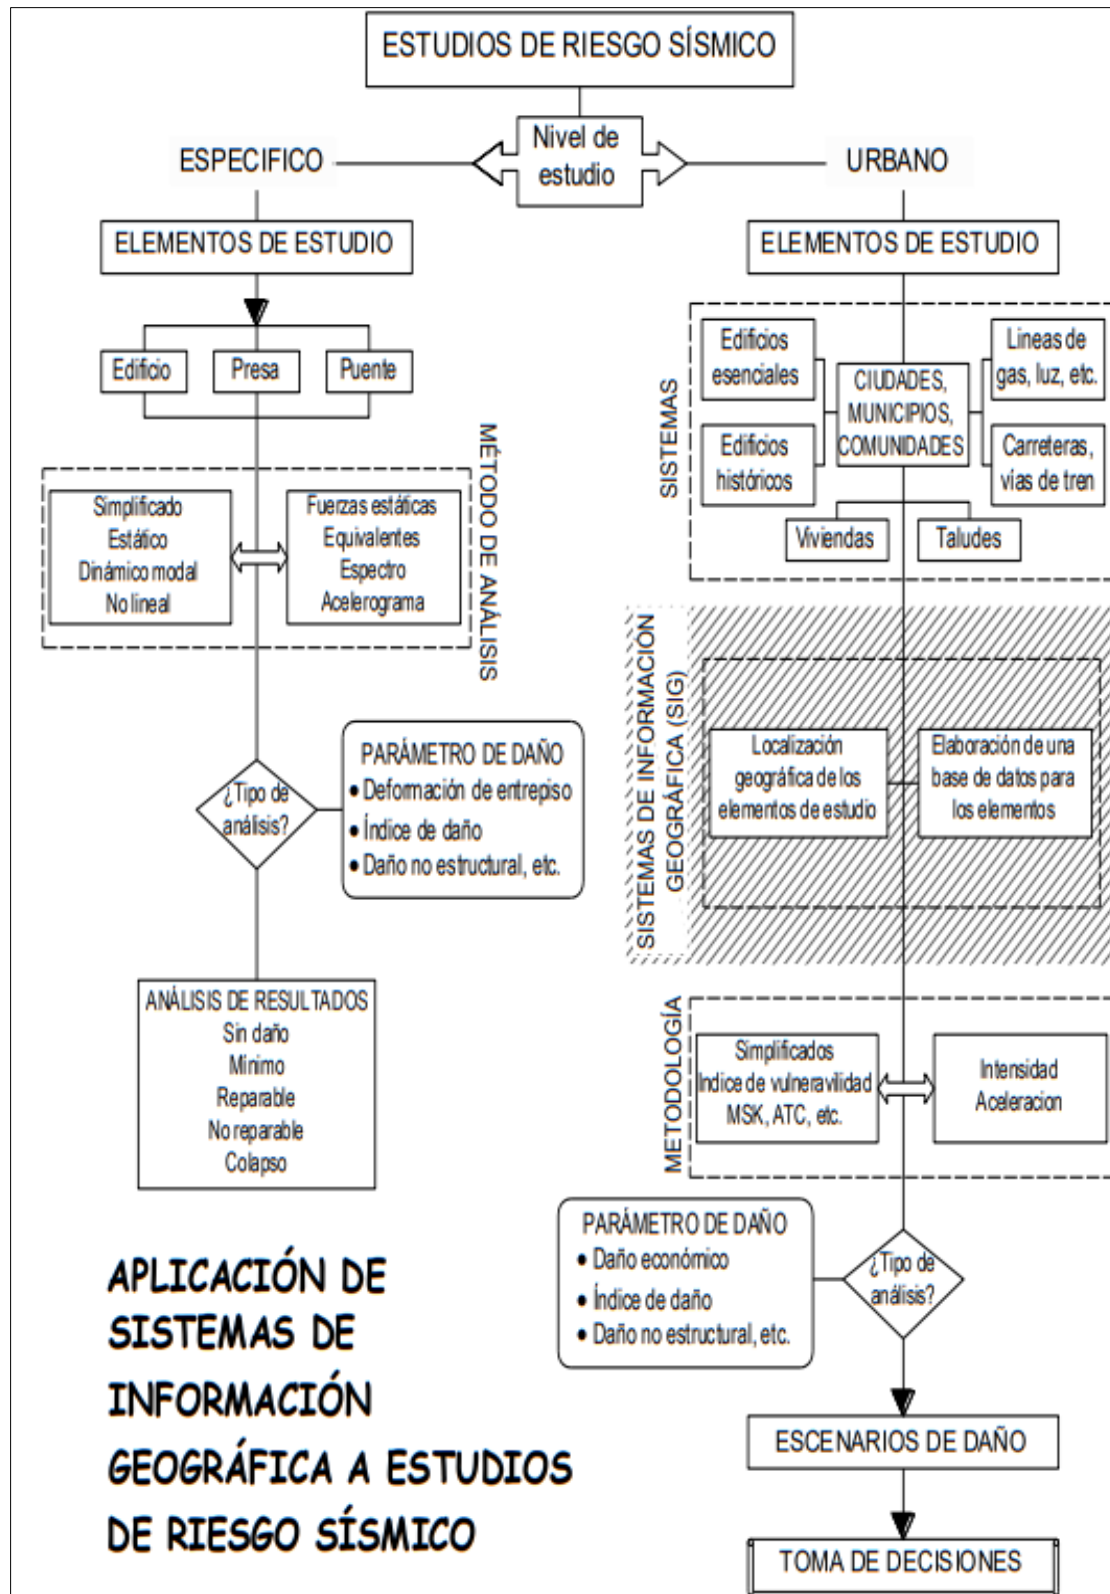 ESTUDIOS DE RIESGO SÍSMICO
Nivel de
estudio
ESPECIFICO
URBANO
ELEMENTOS DE ESTUDIO
Edificio
Presa
Puente
MÉTODO DE ANÁLISIS
Simplificado
Estático
Dinámico modal
No lineal
Fuerzas estáticas
Equivalentes
Espectro
Acelerograma
¿Tipo de
análisis?
PARÁMETRO DE DAÑO
• Deformación de entrepiso
• Índice de daño
• Daño no estructural, etc.
ANÁLISIS DE RESULTADOS
Sin daño
Minimo
Reparable
No reparable
Colapso
ELEMENTOS DE ESTUDIO
SISTEMAS
Edificios
esenciales
Edificios
históricos
CIUDADES,
MUNICIPIOS,
COMUNIDADES
Lineas de
gas, luz, etc.
Carreteras,
vías de tren
Viviendas
Taludes
SISTEMAS DE INFORMACIÓN
GEOGRÁFICA (SIG)
Localización
geográfica de los
elementos de estudio
Elaboración de una
base de datos para
los elementos
METODOLOGÍA
Simplificados
Indice de vulneravilidad
MSK, ATC, etc.
Intensidad
Aceleracion
PARÁMETRO DE DAÑO
• Daño económico
• Índice de daño
• Daño no estructural, etc.
¿Tipo de
análisis?
ESCENARIOS DE DAÑO
TOMA DE DECISIONES
APLICACIÓN DE
SISTEMAS DE
INFORMACIÓN
GEOGRÁFICA A ESTUDIOS
DE RIESGO SÍSMICO